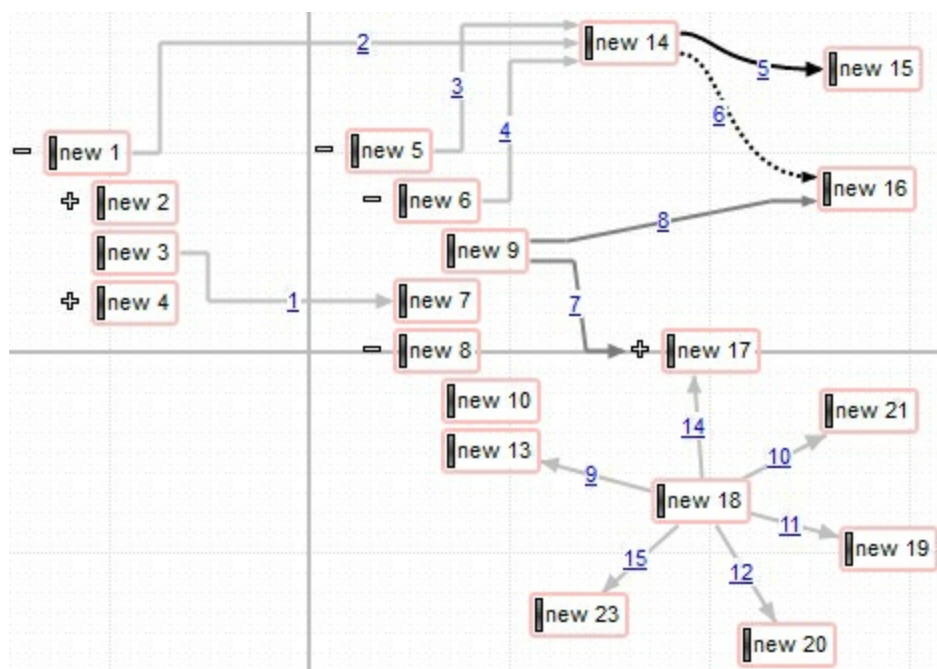 new 14
2
5
new 15
3
6
4
new 1
new 5
new 16
new 2
new 6
8
new 3
new 9
1
new 4
new 7
7
new 8
new 17
new 10
new 21
14
new 13
10
9
new 18
11
new 19
15
12
new 23
new 20